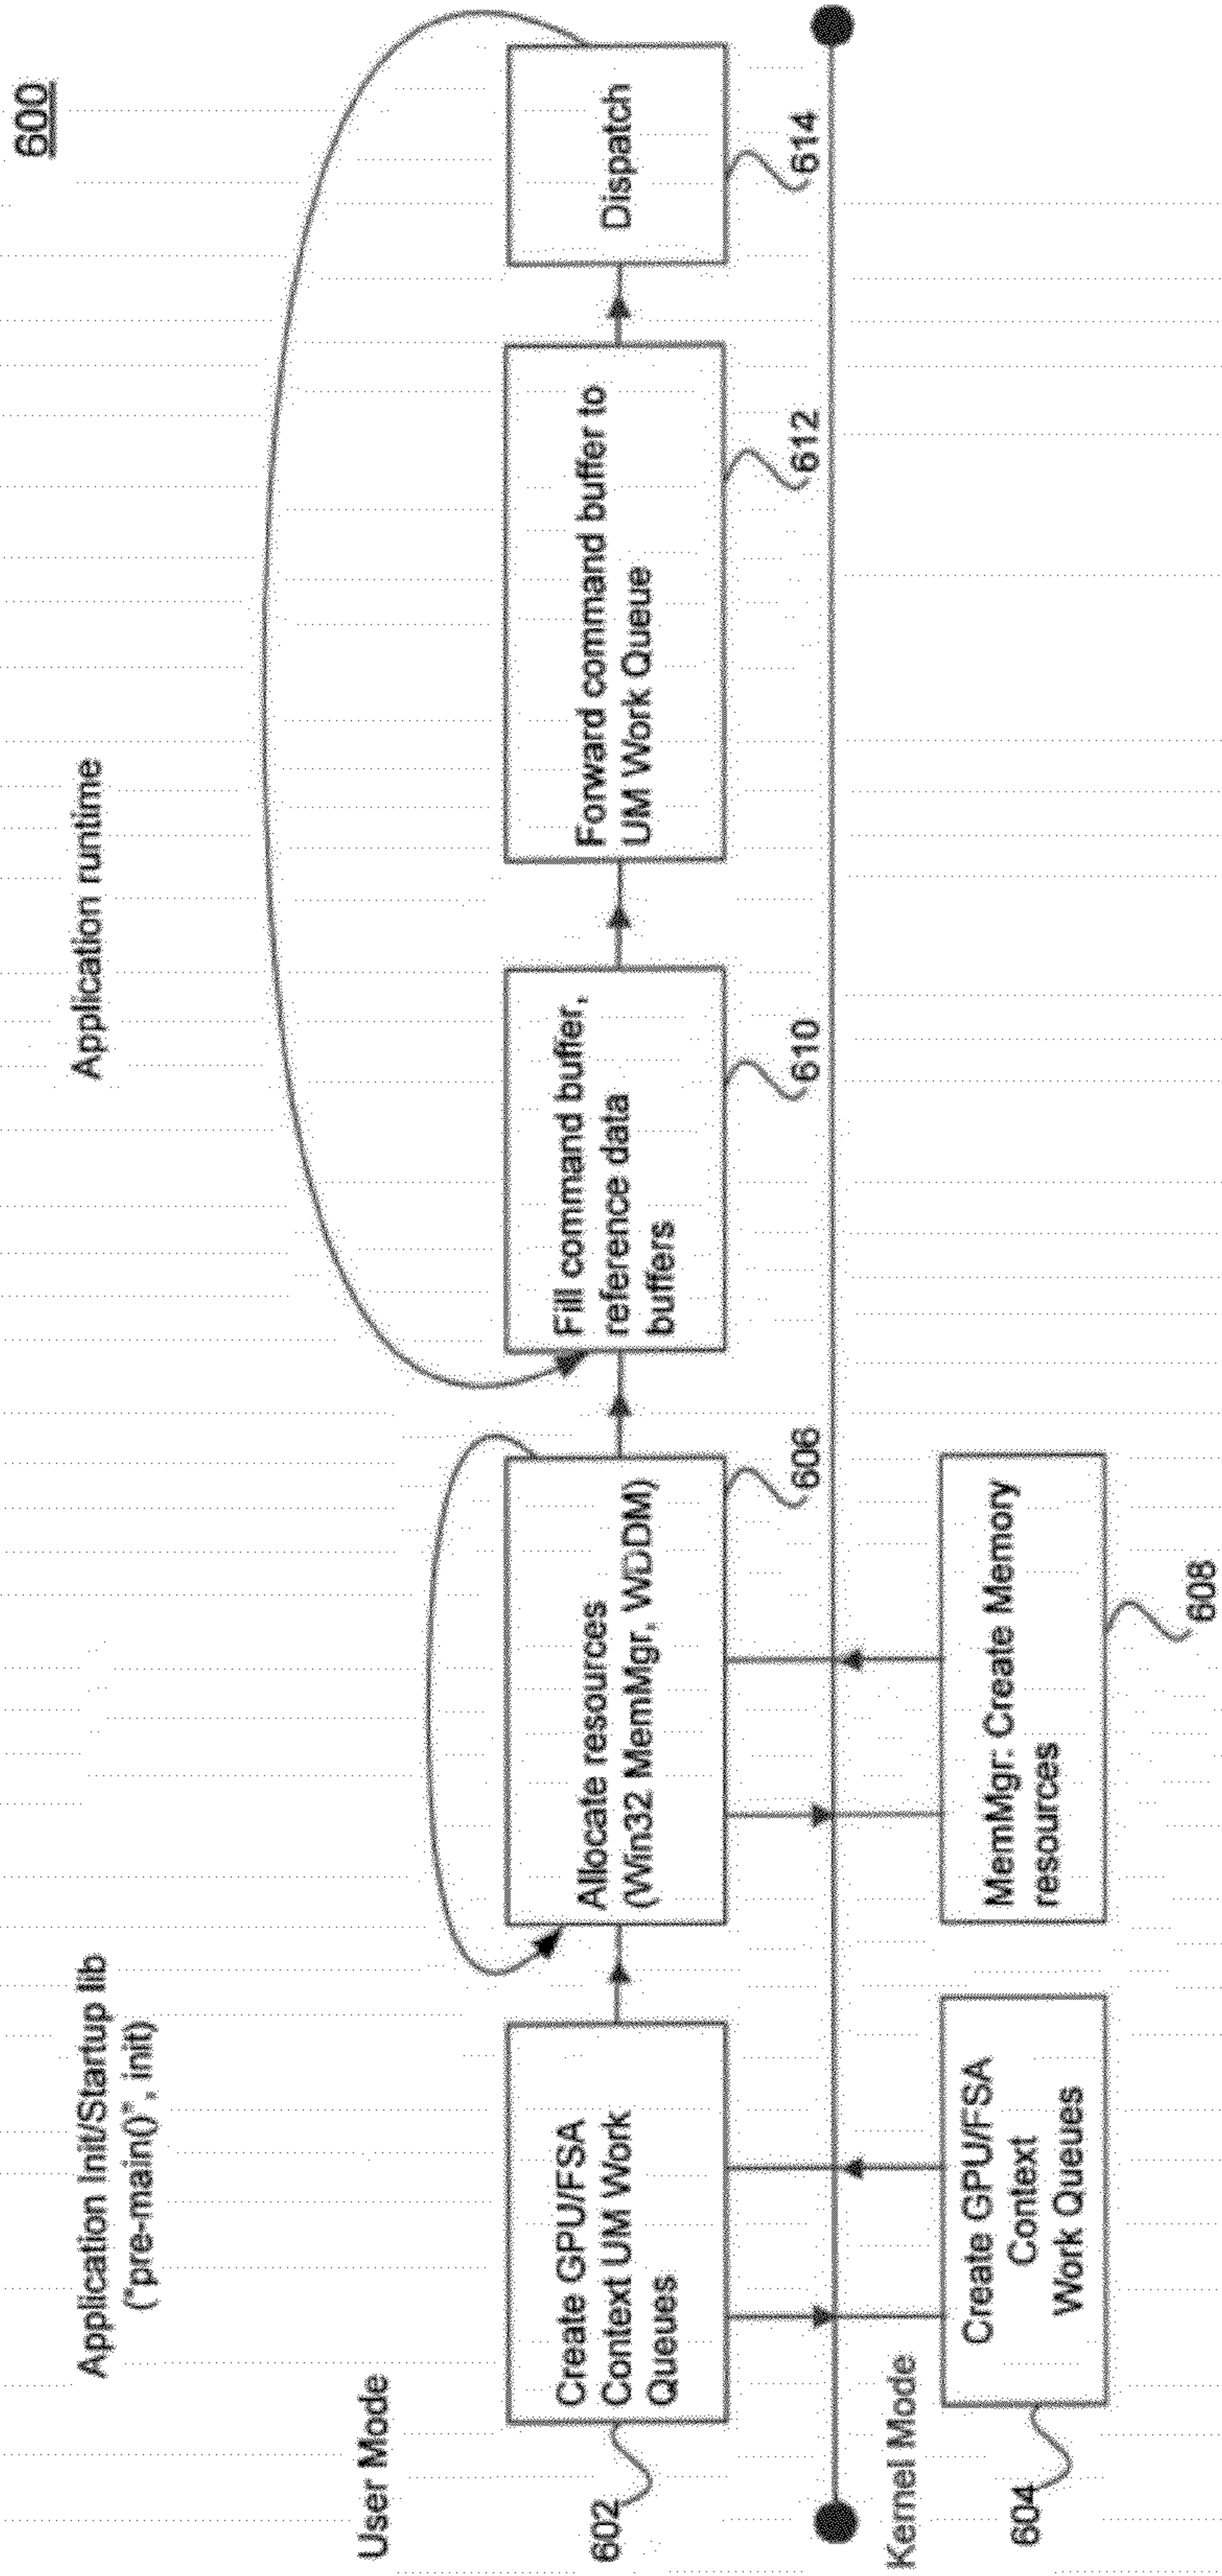 600
Application Init/Startup lib
("pre-main()", init)
Application runtime
User Mode
Create GPU/FSA
Context UM Work
Queues
602
Allocate resources
(Win32 MemMgr, WDDM)
606
Fill command buffer,
reference data
buffers
610
Forward command buffer to
UM Work Queue
612
Dispatch
614
Kernel Mode
Create GPU/FSA
Context
Work Queues
604
MemMgr: Create Memory
resources
608